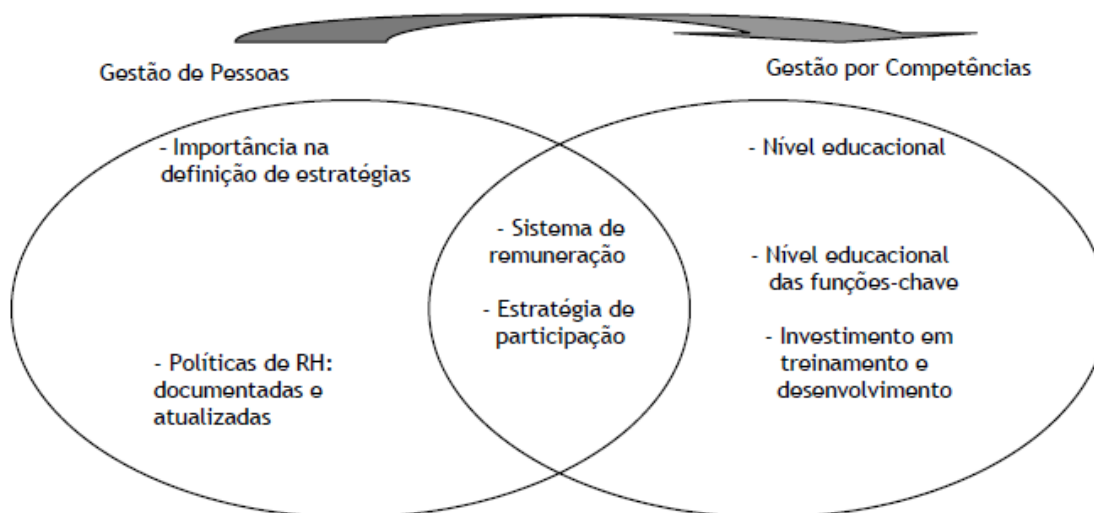 Gestão de Pessoas
Gestão por Competências
- Importância na
definição de estratégias
- Políticas de RH:
documentadas e
atualizadas
- Sistema de
remuneração
- Estratégia de
participação
- Nível educacional
- Nível educacional
das funções-chave
- Investimento em
treinamento e
desenvolvimento